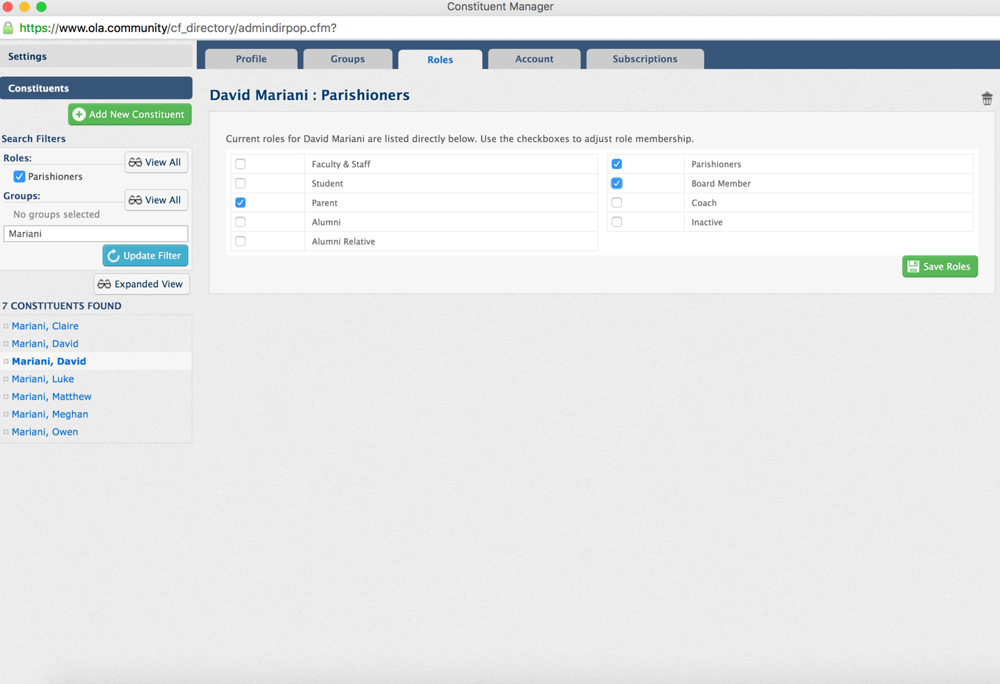 Constituent Manager
https://www.ola.community/cf_directory/admindirpop.cfm?
Settings
Profile
Groups
Roles
Account
Subscriptions
Constituents
Add New Constituent
Search Filters
Roles:
View All
Parishioners
Groups:
View All
No groups selected
Mariani
Update Filter
Expanded View
7 CONSTITUENTS FOUND
Mariani, Claire
Mariani, David
Mariani, David
Mariani, Luke
Mariani, Matthew
Mariani, Meghan
Mariani, Owen
David Mariani : Parishioners
Current roles for David Mariani are listed directly below. Use the checkboxes to adjust role membership.
Faculty & Staff
Student
Parent
Alumni
Alumni Relative
Parishioners
Board Member
Coach
Inactive
Save Roles